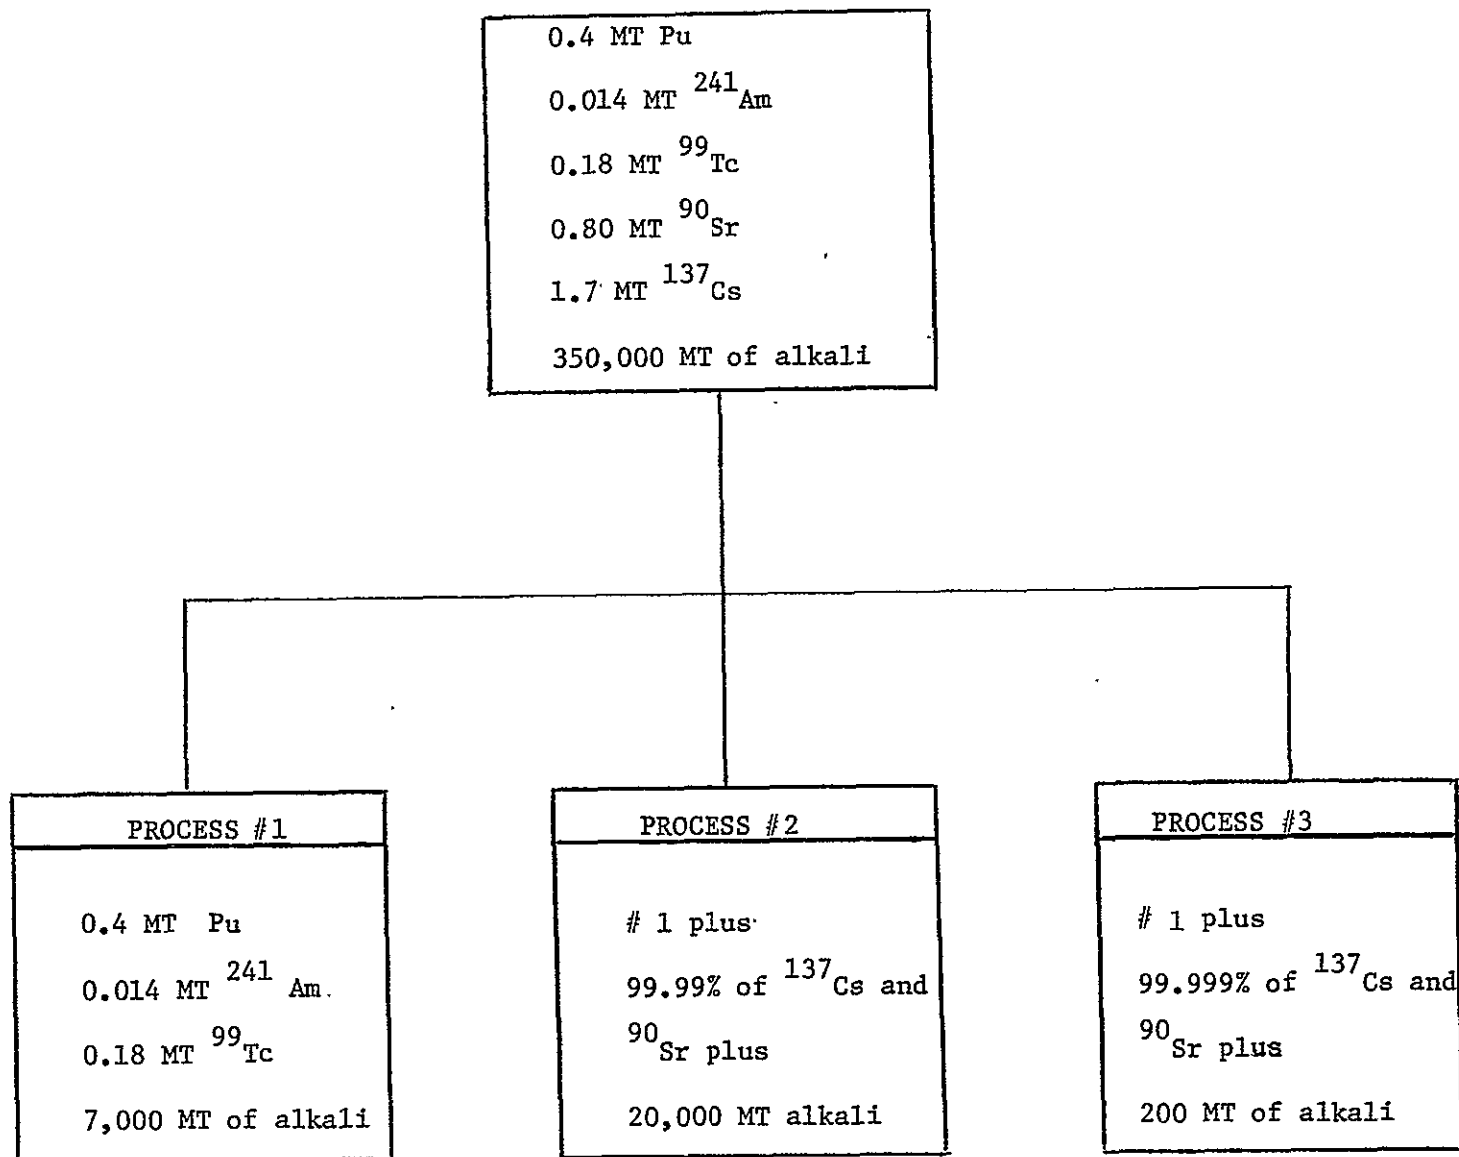 0.4 MT Pu
0.014 MT ²⁴¹Am
0.18 MT ⁹⁹Tc
0.80 MT ⁹⁰Sr
1.7 MT ¹³⁷Cs
350,000 MT of alkali
PROCESS #1
0.4 MT Pu
0.014 MT ²⁴¹ Am.
0.18 MT ⁹⁹Tc
7,000 MT of alkali
PROCESS #2
# 1 plus
99.99% of ¹³⁷Cs and
⁹⁰Sr plus
20,000 MT alkali
PROCESS #3
# 1 plus
99.999% of ¹³⁷Cs and
⁹⁰Sr plus
200 MT of alkali